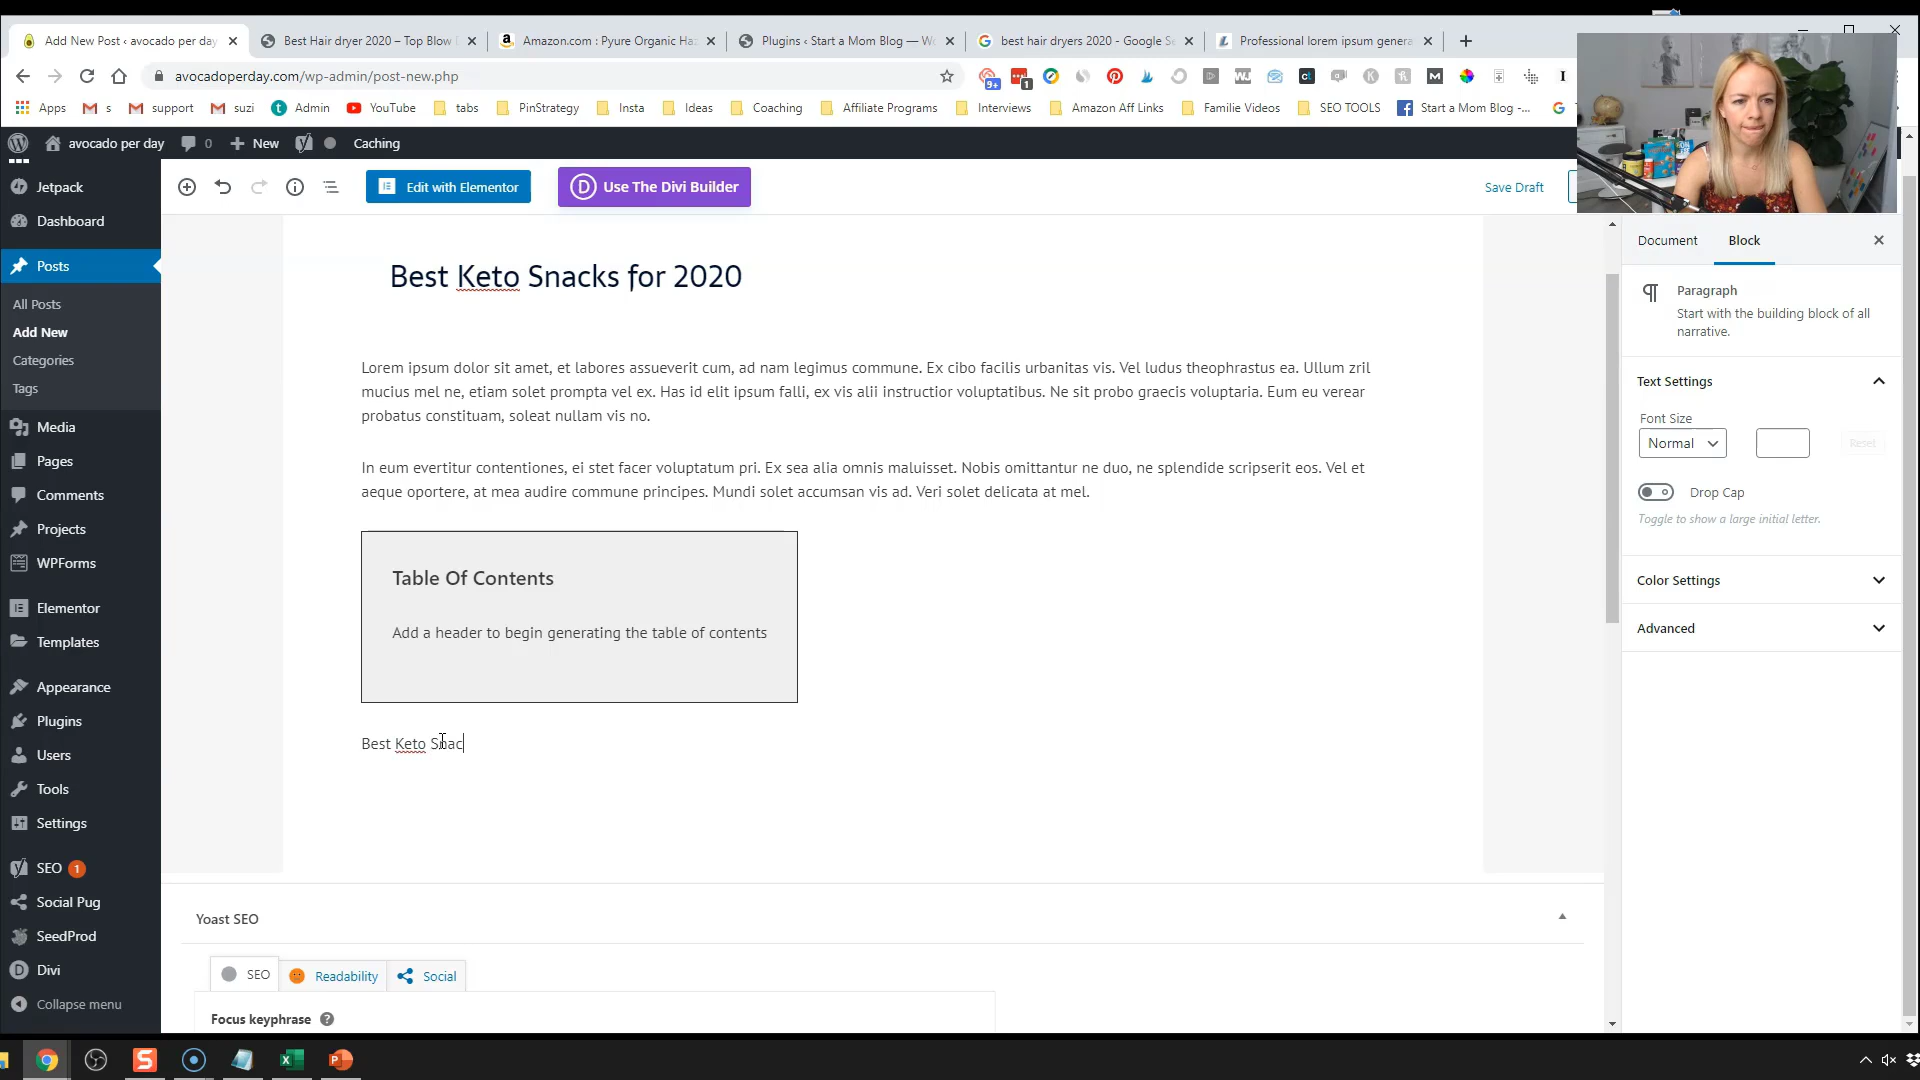 Add New Post ‹ avocado per day
Best Hair dryer 2020 – Top Blow
Amazon.com : Pyure Organic Ha
Plugins ‹ Start a Mom Blog — W
best hair dryers 2020 - Google Se
Professional lorem ipsum genera
avocadoperday.com/wp-admin/post-new.php
Apps
s
support
suzi
Admin
YouTube
tabs
PinStrategy
Insta
Ideas
Coaching
Affiliate Programs
Interviews
Amazon Aff Links
Familie Videos
SEO TOOLS
Start a Mom Blog -...
avocado per day
0
New
Caching
Jetpack
Dashboard
Posts
All Posts
Add New
Categories
Tags
Media
Pages
Comments
Projects
WPForms
Elementor
Templates
Appearance
Plugins
Users
Tools
Settings
SEO 1
Social Pug
SeedProd
Divi
Collapse menu
Edit with Elementor
Use The Divi Builder
Save Draft
Best Keto Snacks for 2020
Lorem ipsum dolor sit amet, et labores assueverit cum, ad nam legimus commune. Ex cibo facilis urbanitas vis. Vel ludus theophrastus ea. Ullum zril
mucius mel ne, etiam solet prompta vel ex. Has id elit ipsum falli, ex vis alii instructior voluptatibus. Ne sit probo graecis voluptaria. Eum eu verear
probatus constituam, soleat nullam vis no.
In eum evertitur contentiones, ei stet facer voluptatum pri. Ex sea alia omnis maluisset. Nobis omittantur ne duo, ne splendide scripserit eos. Vel et
aeque oportere, at mea audire commune principes. Mundi solet accumsan vis ad. Veri solet delicata at mel.
Table Of Contents
Add a header to begin generating the table of contents
Best Keto Snac
Yoast SEO
SEO
Readability
Social
Focus keyphrase
Document
Block
Paragraph
Start with the building block of all
narrative.
Text Settings
Font Size
Normal
Reset
Drop Cap
Toggle to show a large initial letter.
Color Settings
Advanced